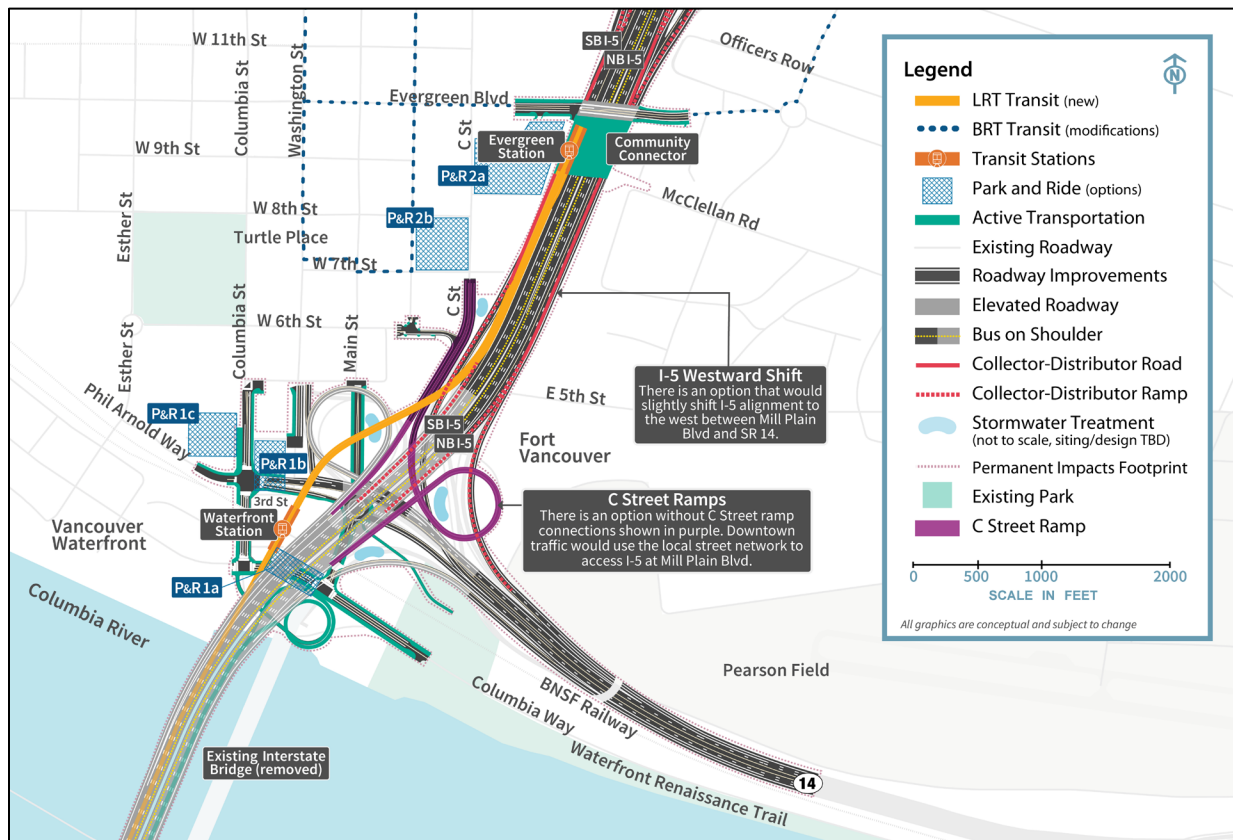 W 11th St
Columbia St
Washington St
SB I-5
NB I-5
Officers Row
Evergreen Blvd
C St
W 9th St
Evergreen
Station
Community
Connector
P&R2a
McClellan Rd
Esther St
W 8th St
P&R2b
Turtle Place
W 7th St
C St
Columbia St
W 6th St
Main St
Esther St
I-5 Westward Shift
There is an option that would
slightly shift I-5 alignment to
the west between Mill Plain
Blvd and SR 14.
E 5th St
Phil Arnold Way
P&R1c
SB I-5
NB I-5
Fort
Vancouver
P&R1b
3rd St
C Street Ramps
There is an option without C Street ramp
connections shown in purple. Downtown
traffic would use the local street network to
access I-5 at Mill Plain Blvd.
Waterfront
Station
Vancouver
Waterfront
P&R1a
Columbia River
Pearson Field
BNSF Railway
Columbia Way
Waterfront Renaissance Trail
Existing Interstate
Bridge (removed)
14
Legend
N
LRT Transit (new)
BRT Transit (modifications)
Transit Stations
Park and Ride (options)
Active Transportation
Existing Roadway
Roadway Improvements
Elevated Roadway
Bus on Shoulder
Collector-Distributor Road
Collector-Distributor Ramp
Stormwater Treatment
(not to scale, siting/design TBD)
Permanent Impacts Footprint
Existing Park
C Street Ramp
0 500 1000 2000
SCALE IN FEET
All graphics are conceptual and subject to change